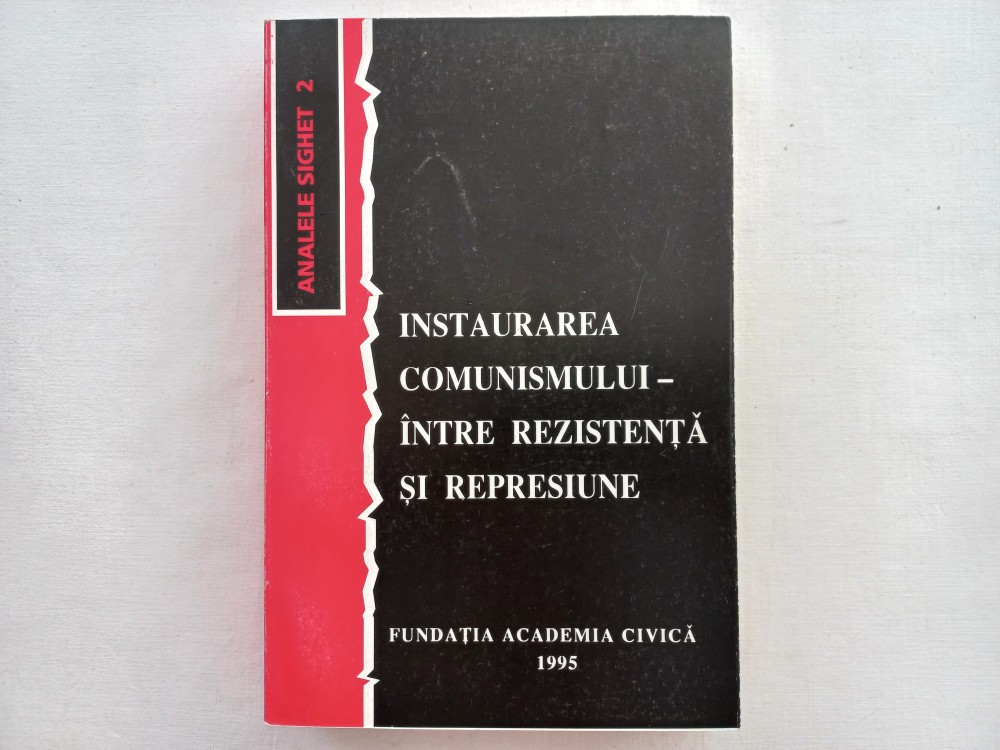 ANALELE SIGHET 2
INSTAURAREA
COMUNISMULUI –
ÎNTRE REZISTENȚĂ
ȘI REPRESIUNE
FUNDAȚIA ACADEMIA CIVICĂ
1995